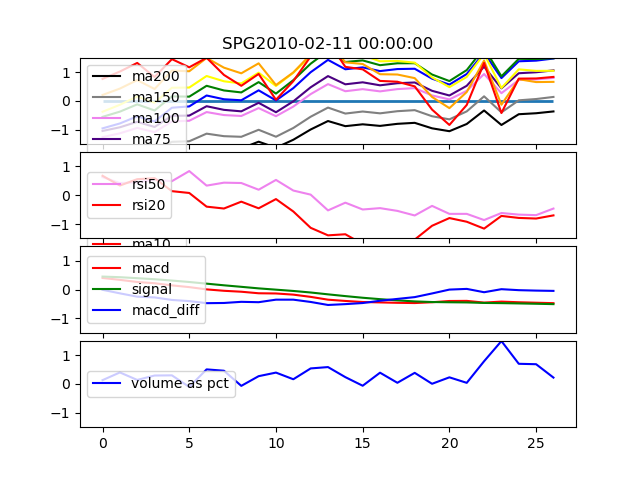 SPG2010-02-11 00:00:00
1
0
−1
ma200
ma150
ma100
ma75
1
0
−1
rsi50
rsi20
ma10
1
0
−1
macd
signal
macd_diff
1
0
−1
volume as pct
0 5 10 15 20 25